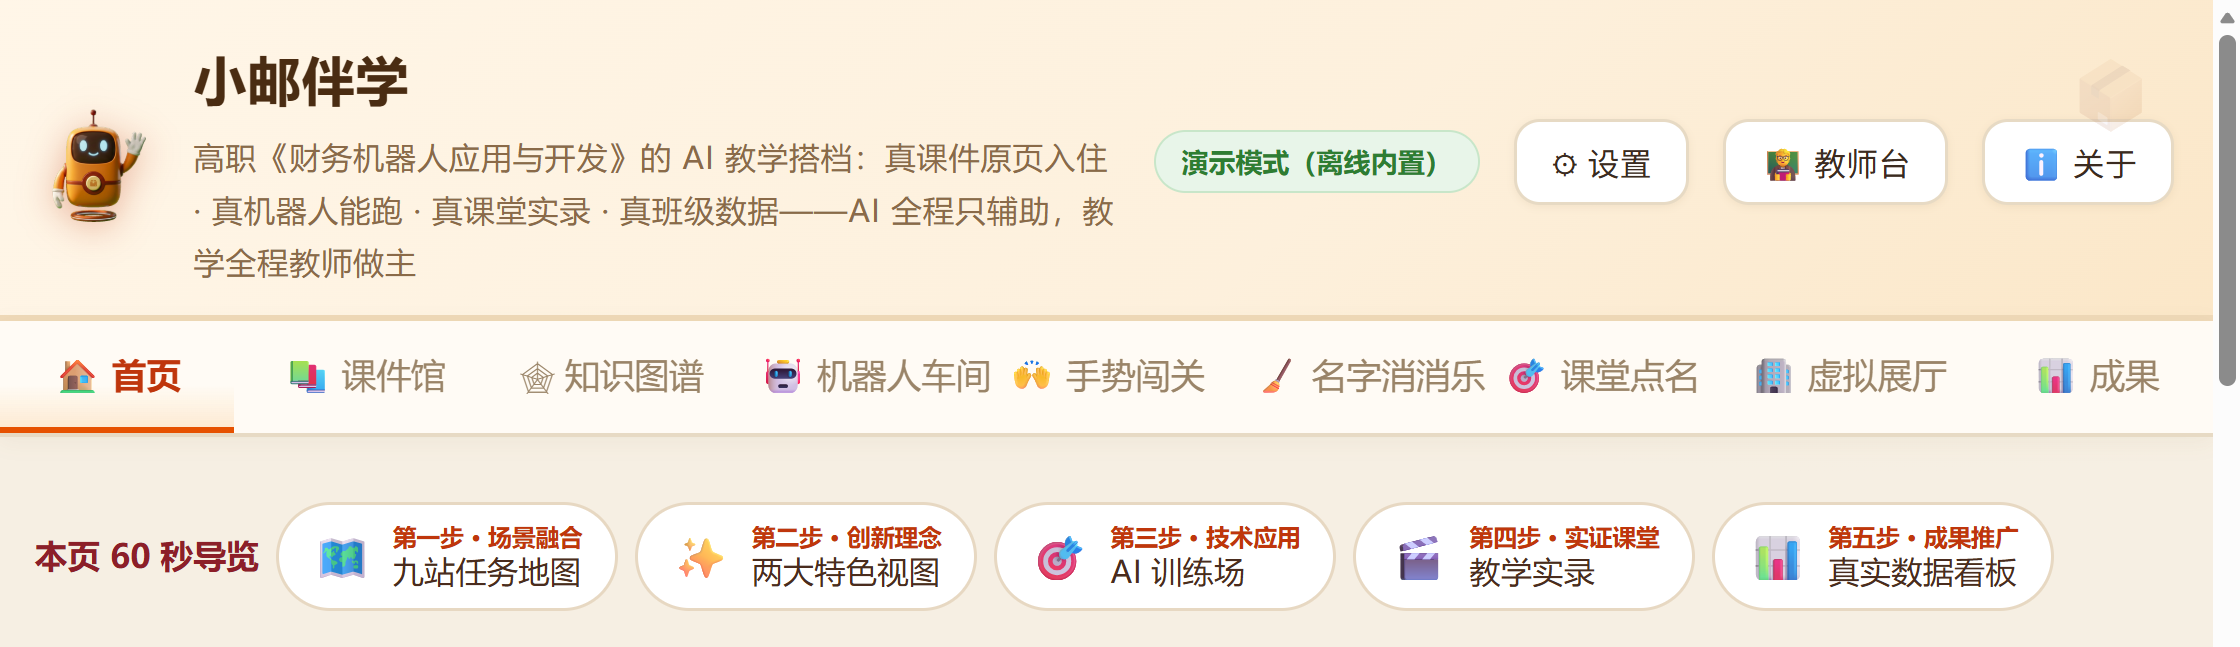 小邮伴学
高职《财务机器人应用与开发》的 AI 教学搭档：真课件原页入住
· 真机器人能跑 · 真课堂实录 · 真班级数据——AI 全程只辅助，教
学全程教师做主
演示模式（离线内置）
设置
教师台
关于
首页
课件馆
知识图谱
机器人车间
手势闯关
名字消消乐
课堂点名
虚拟展厅
成果
本页 60 秒导览
第一步 · 场景融合
九站任务地图
第二步 · 创新理念
两大特色视图
第三步 · 技术应用
AI 训练场
第四步 · 实证课堂
教学实录
第五步 · 成果推广
真实数据看板